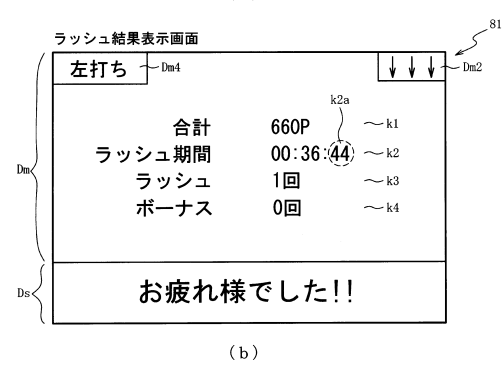 ラッシュ結果表示画面
81
左打ち Dm4
↓↓↓ Dm2
k2a
合計 660P k1
ラッシュ期間 00:36:44 k2
Dm
ラッシュ 1回 k3
ボーナス 0回 k4
Ds
お疲れ様でした!!
(b)